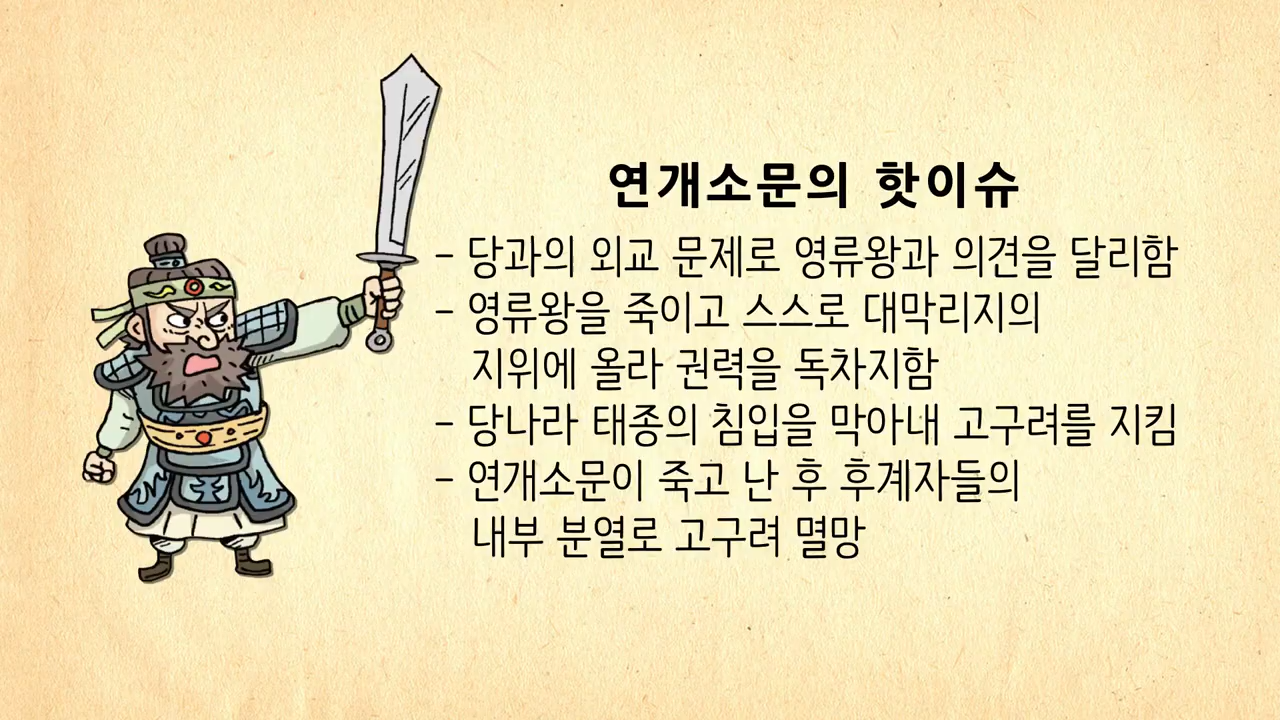 연개소문의 핫이슈
- 당과의 외교 문제로 영류왕과 의견을 달리함
- 영류왕을 죽이고 스스로 대막리지의
지위에 올라 권력을 독차지함
- 당나라 태종의 침입을 막아내 고구려를 지킴
- 연개소문이 죽고 난 후 후계자들의
내부 분열로 고구려 멸망